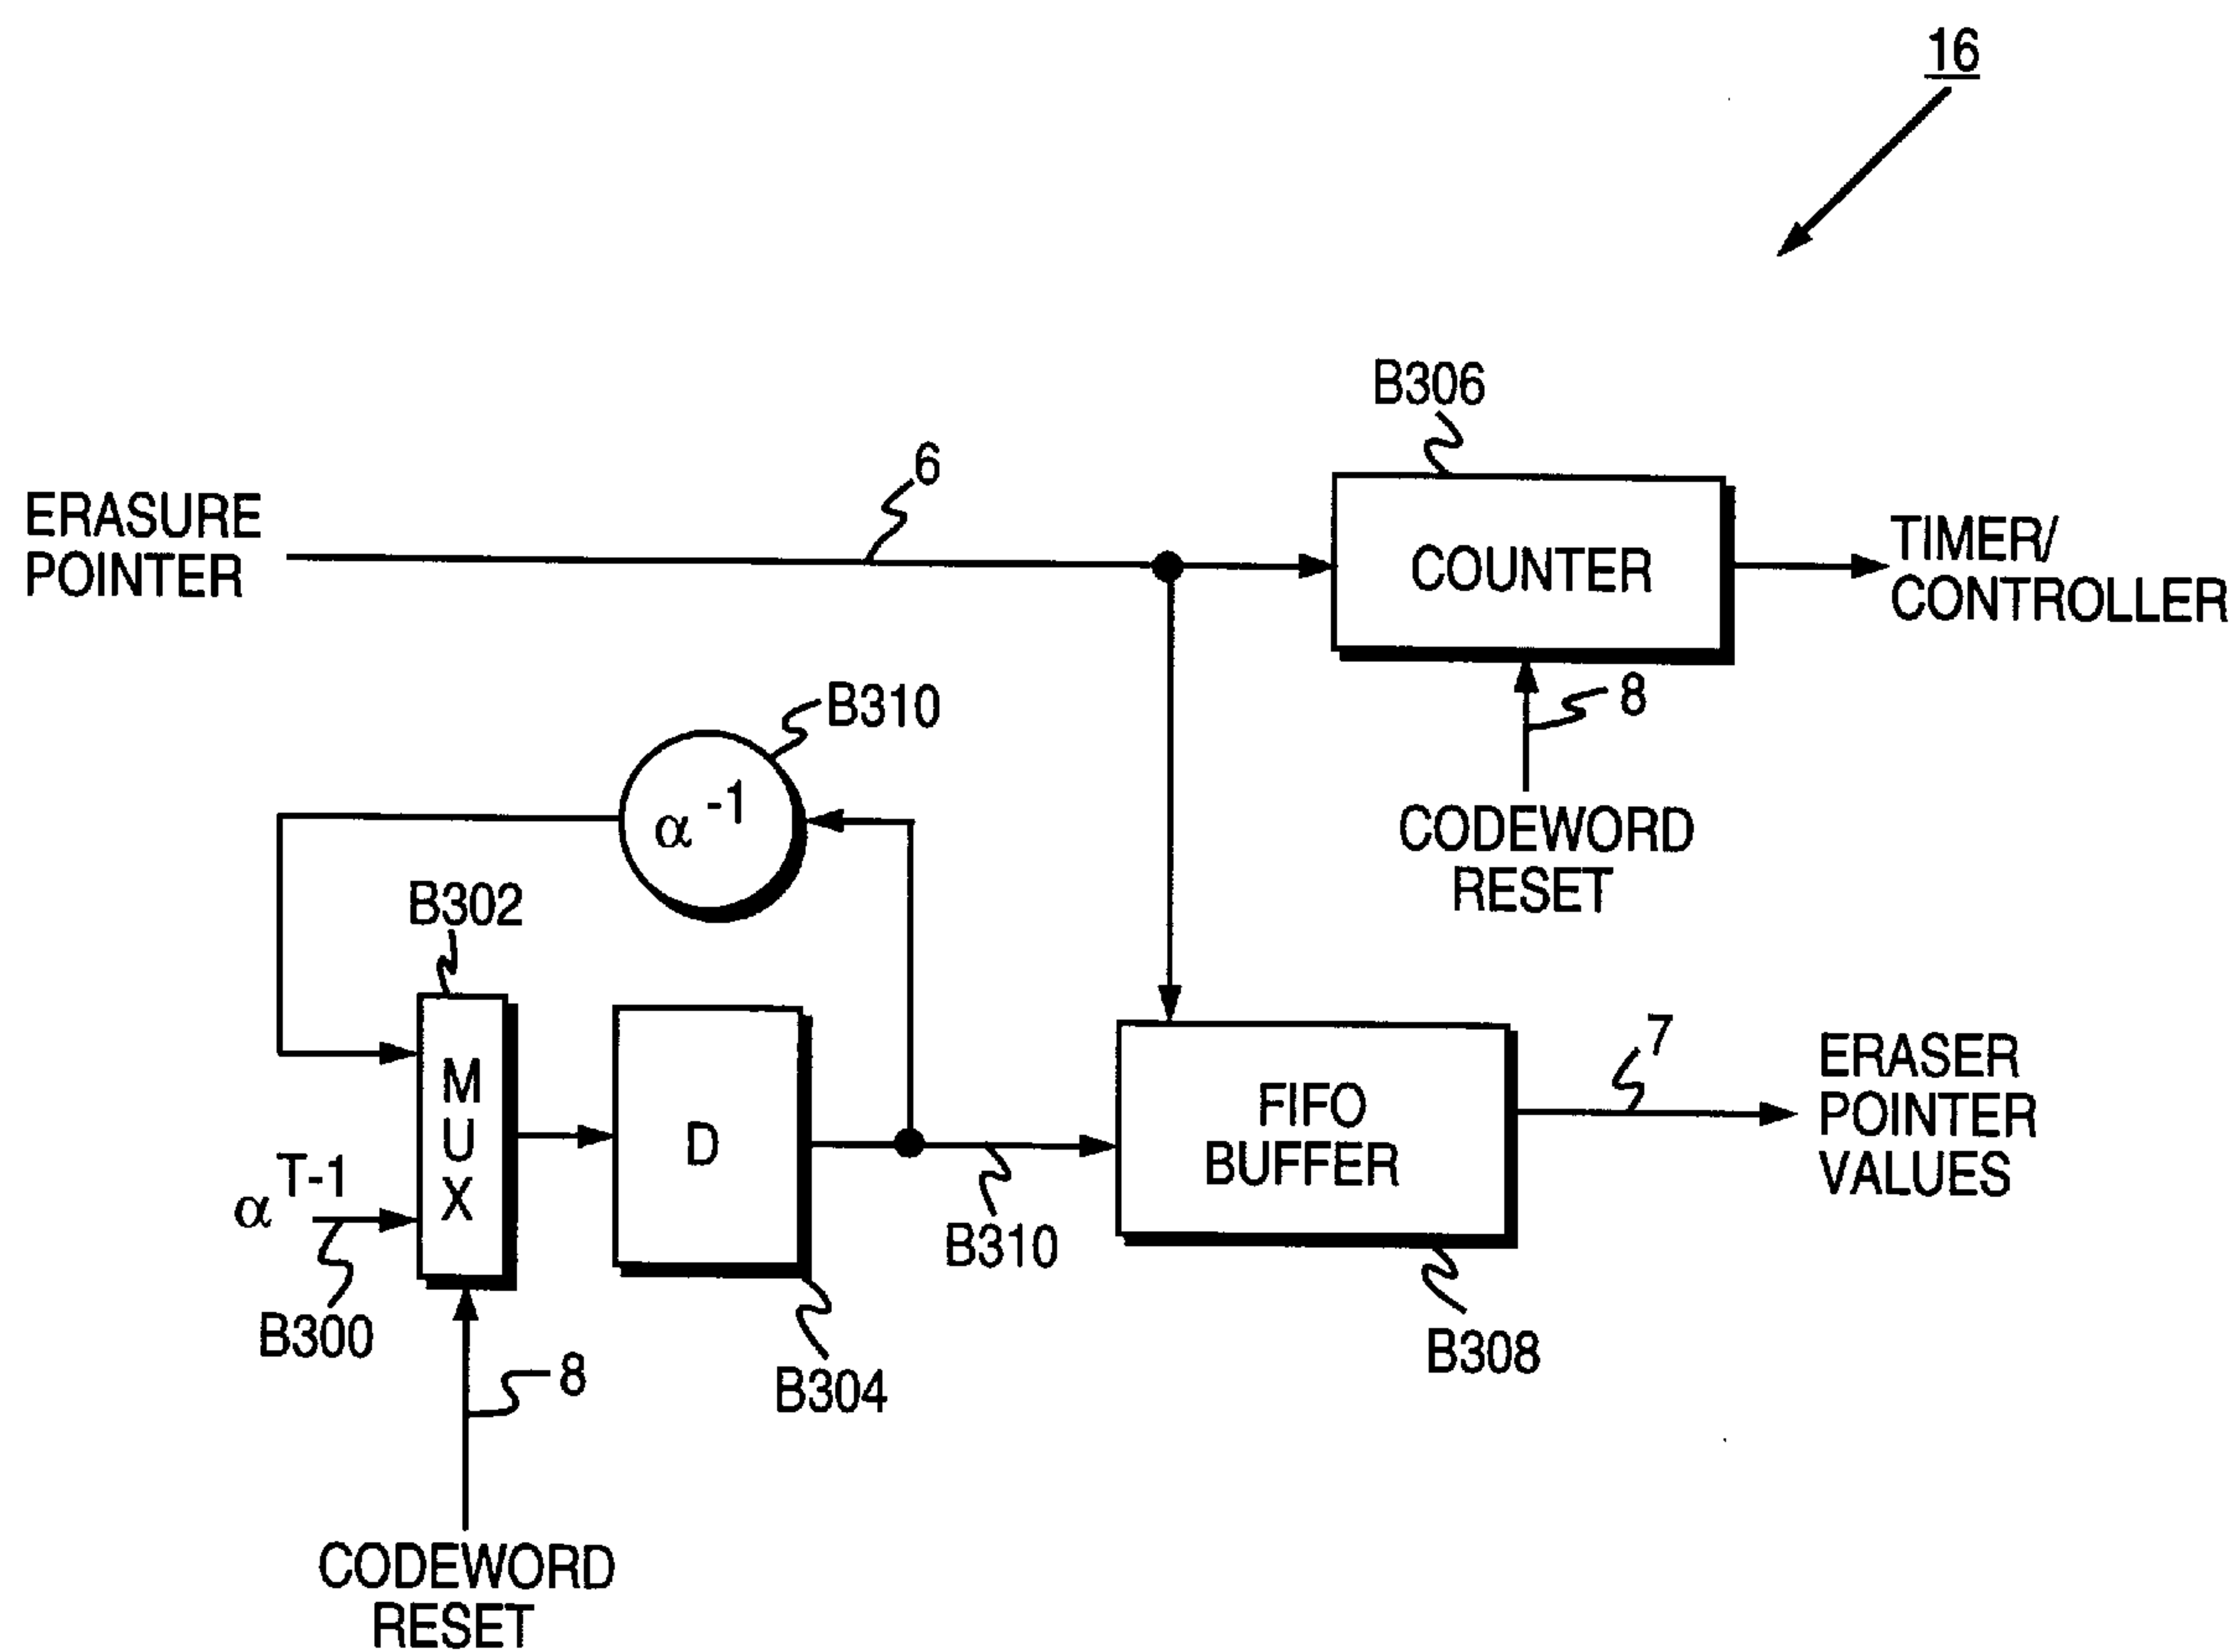 16
B306
6
ERASURE
POINTER
COUNTER
TIMER/
CONTROLLER
B310
8
α⁻¹
CODEWORD
RESET
B302
MUX
D
FIFO
BUFFER
7
ERASER
POINTER
VALUES
α T-1
B310
B300
B308
8
B304
CODEWORD
RESET